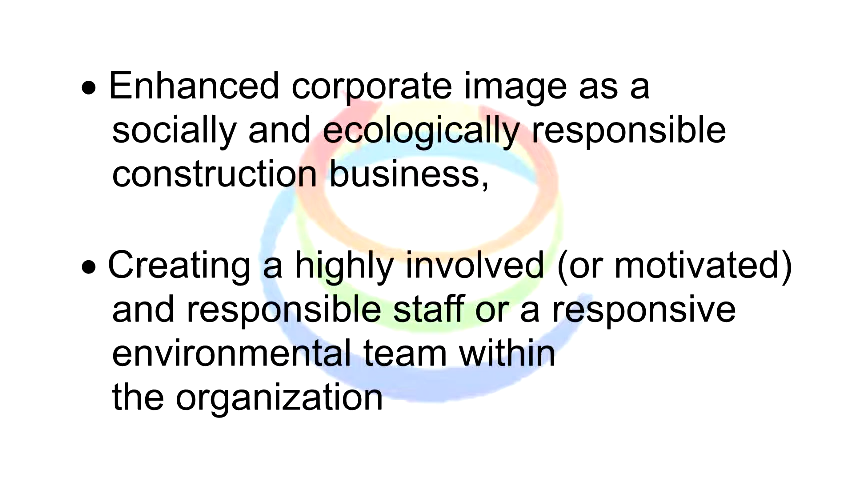 • Enhanced corporate image as a
socially and ecologically responsible
construction business,
• Creating a highly involved (or motivated)
and responsible staff or a responsive
environmental team within
the organization